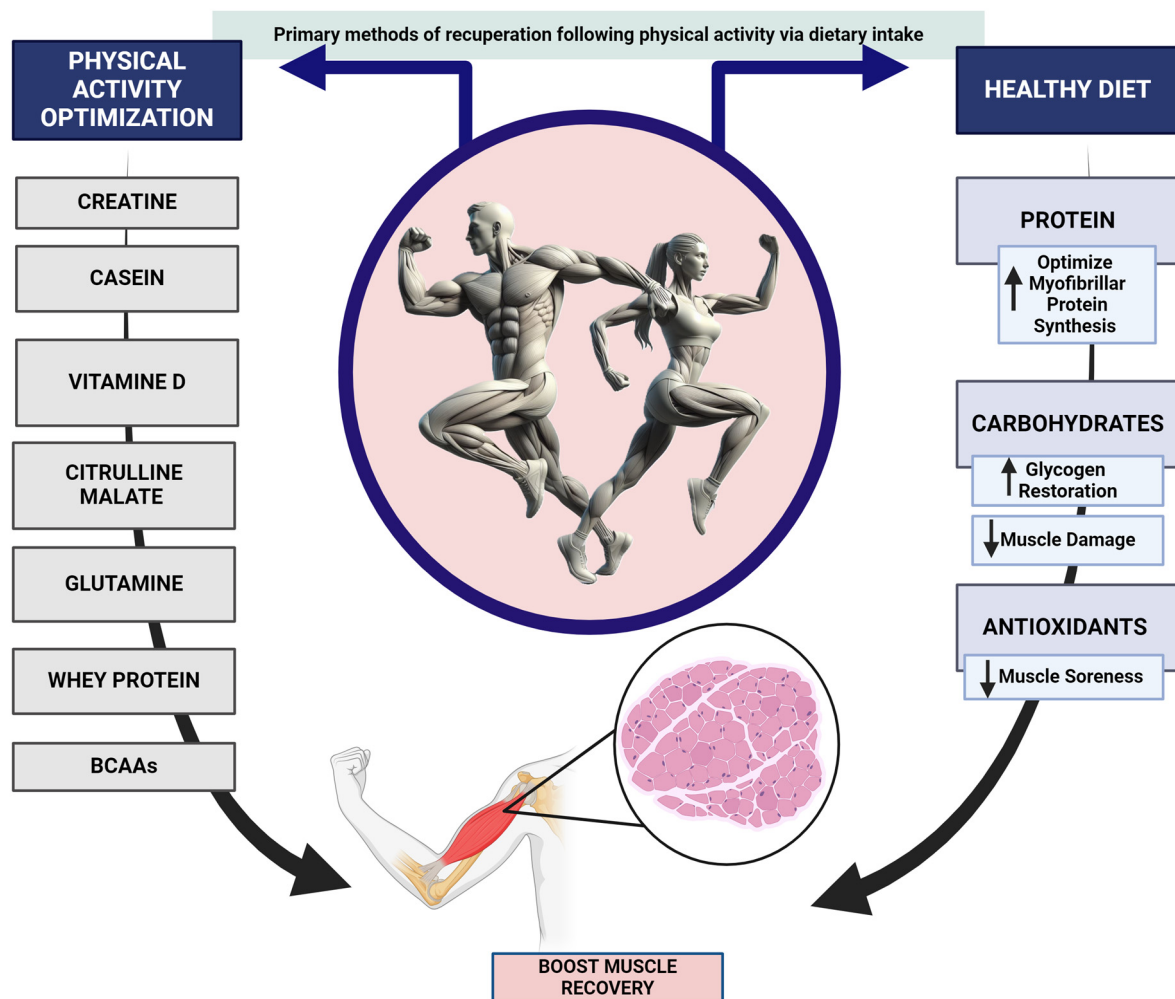 Primary methods of recuperation following physical activity via dietary intake
PHYSICAL
ACTIVITY
OPTIMIZATION
CREATINE
CASEIN
VITAMINE D
CITRULLINE
MALATE
GLUTAMINE
WHEY PROTEIN
BCAAs
HEALTHY DIET
PROTEIN
Optimize
Myofibrillar
Protein
Synthesis
CARBOHYDRATES
Glycogen
Restoration
Muscle Damage
ANTIOXIDANTS
Muscle Soreness
BOOST MUSCLE
RECOVERY